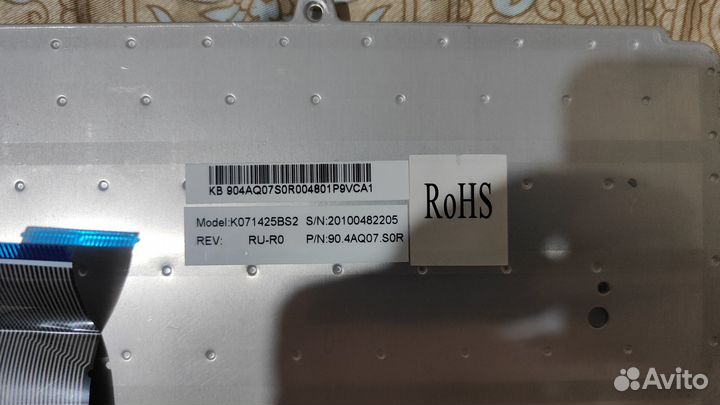 KB 904AQ07S0R004801P9VCA1
Model:K071425BS2 S/N:20100482205
REV: RU-R0 P/N:90.4AQ07.S0R
RoHS
Avito